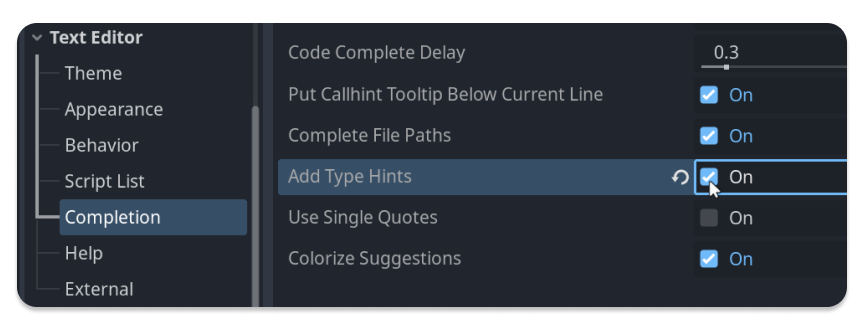 Text Editor
Theme
Appearance
Behavior
Script List
Completion
Help
External
Code Complete Delay 0.3
Put Callhint Tooltip Below Current Line On
Complete File Paths On
Add Type Hints On
Use Single Quotes On
Colorize Suggestions On